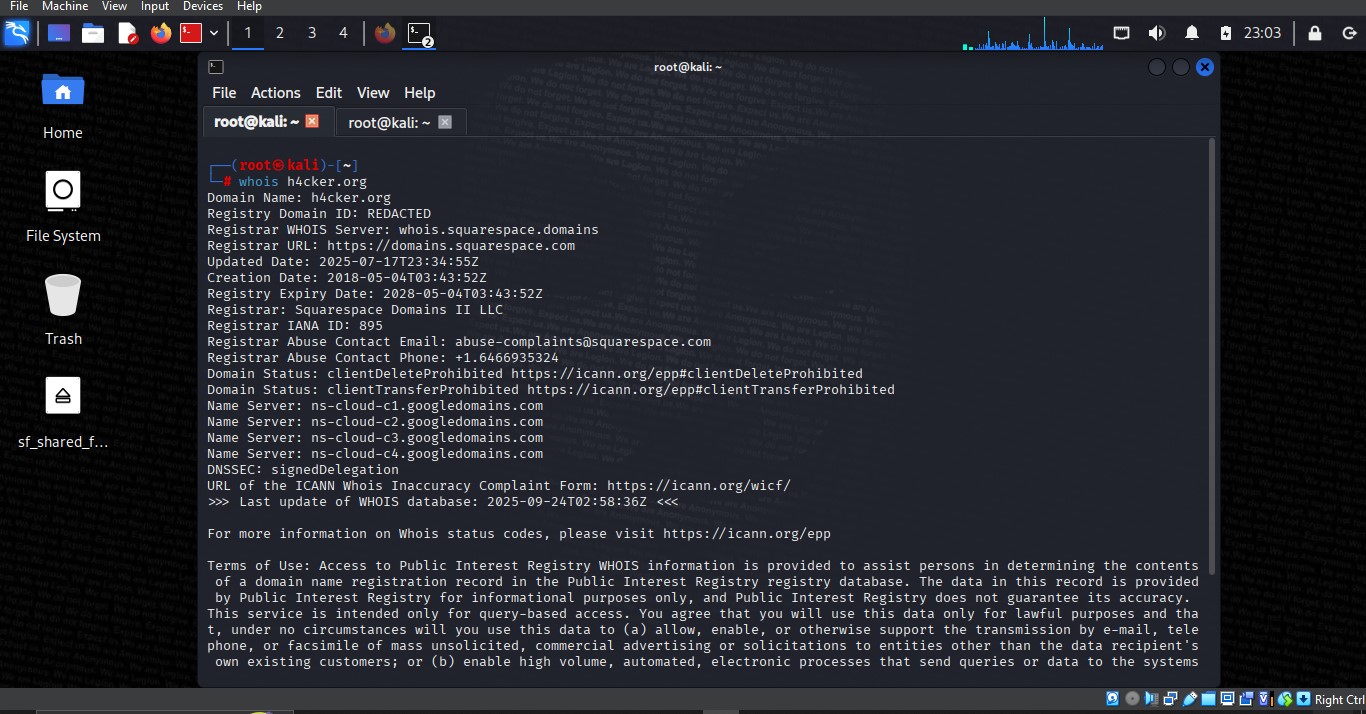 File Machine View Input Devices Help
1 2 3 4 2 23:03
root@kali: ~
File Actions Edit View Help
root@kali: ~ root@kali: ~
Home
File System
Trash
sf_shared_f...
┌──(root㉿kali)-[~]
└─# whois h4cker.org
Domain Name: h4cker.org
Registry Domain ID: REDACTED
Registrar WHOIS Server: whois.squarespace.domains
Registrar URL: https://domains.squarespace.com
Updated Date: 2025-07-17T23:34:55Z
Creation Date: 2018-05-04T03:43:52Z
Registry Expiry Date: 2028-05-04T03:43:52Z
Registrar: Squarespace Domains II LLC
Registrar IANA ID: 895
Registrar Abuse Contact Email: abuse-complaints@squarespace.com
Registrar Abuse Contact Phone: +1.6466935324
Domain Status: clientDeleteProhibited https://icann.org/epp#clientDeleteProhibited
Domain Status: clientTransferProhibited https://icann.org/epp#clientTransferProhibited
Name Server: ns-cloud-c1.googledomains.com
Name Server: ns-cloud-c2.googledomains.com
Name Server: ns-cloud-c3.googledomains.com
Name Server: ns-cloud-c4.googledomains.com
DNSSEC: signedDelegation
URL of the ICANN Whois Inaccuracy Complaint Form: https://icann.org/wicf/
>>> Last update of WHOIS database: 2025-09-24T02:58:36Z <<<
For more information on Whois status codes, please visit https://icann.org/epp
Terms of Use: Access to Public Interest Registry WHOIS information is provided to assist persons in determining the contents
of a domain name registration record in the Public Interest Registry registry database. The data in this record is provided
by Public Interest Registry for informational purposes only, and Public Interest Registry does not guarantee its accuracy.
This service is intended only for query-based access. You agree that you will use this data only for lawful purposes and tha
t, under no circumstances will you use this data to (a) allow, enable, or otherwise support the transmission by e-mail, tele
phone, or facsimile of mass unsolicited, commercial advertising or solicitations to entities other than the data recipient's
own existing customers; or (b) enable high volume, automated, electronic processes that send queries or data to the systems
Right Ctrl